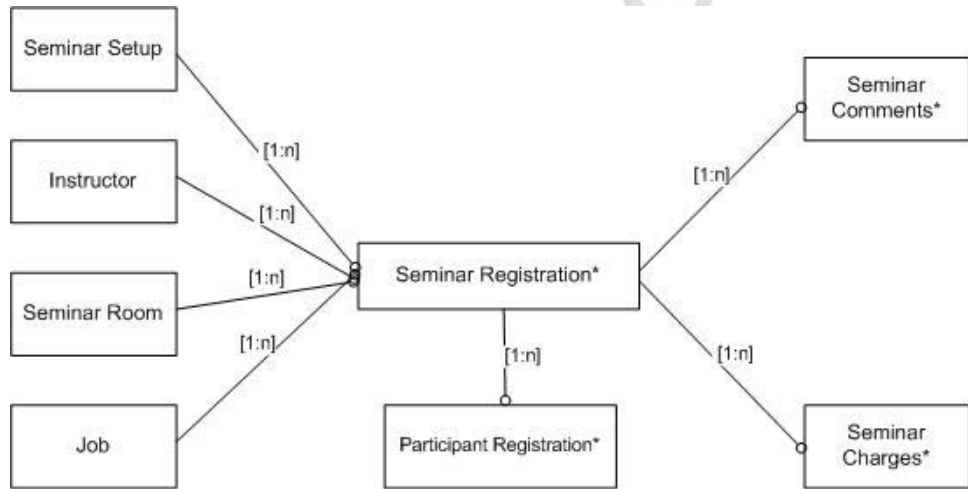 Seminar Setup
Instructor
Seminar Room
Job
[1:n]
[1:n]
[1:n]
[1:n]
Seminar Registration*
[1:n]
Participant Registration*
[1:n]
[1:n]
Seminar
Comments*
Seminar
Charges*